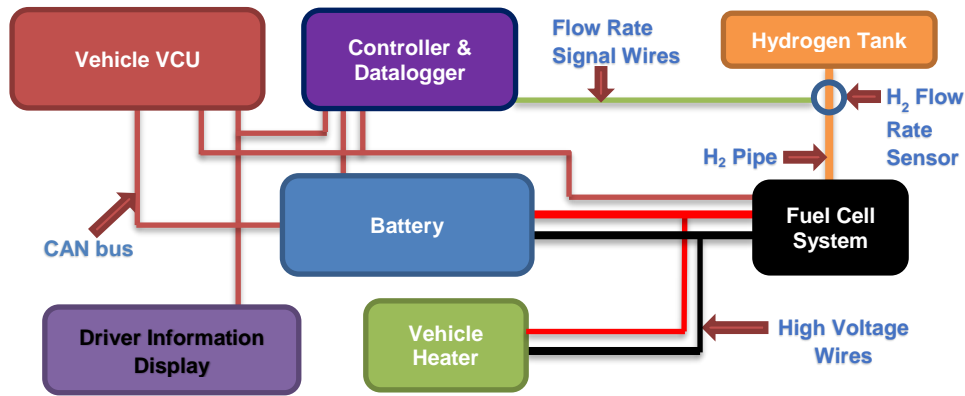 Vehicle VCU
Controller &
Datalogger
Flow Rate
Signal Wires
Hydrogen Tank
H₂ Flow
Rate
Sensor
H₂ Pipe
Battery
Fuel Cell
System
CAN bus
Driver Information
Display
Vehicle
Heater
High Voltage
Wires